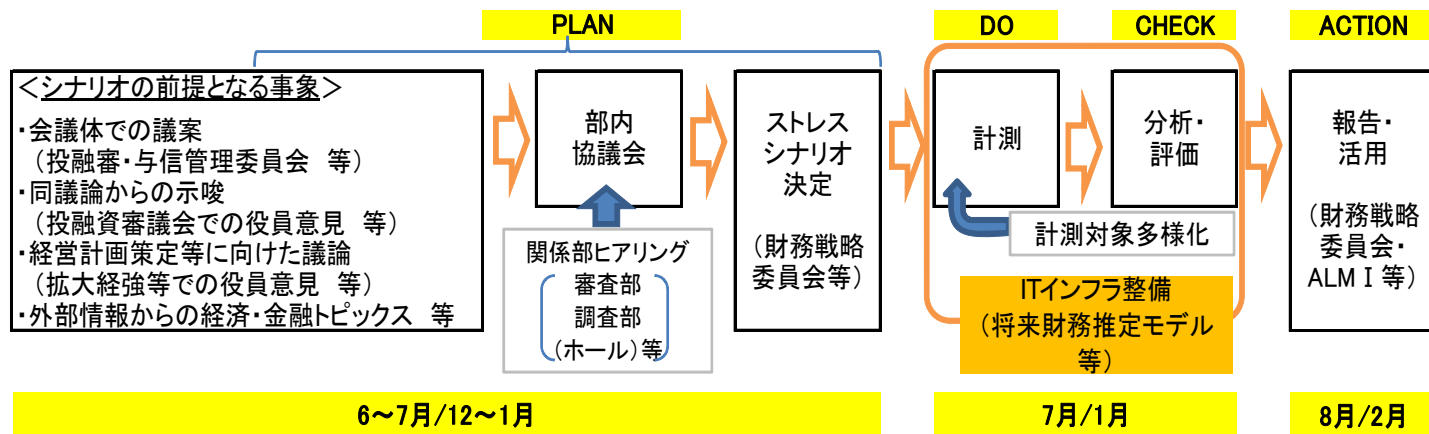 PLAN
DO
CHECK
ACTION
＜シナリオの前提となる事象＞
・会議体での議案
（投融審・与信管理委員会　等）
・同議論からの示唆
（投融資審議会での役員意見　等）
・経営計画策定等に向けた議論
（拡大経強等での役員意見　等）
・外部情報からの経済・金融トピックス　等
部内
協議会
関係部ヒアリング
審査部
調査部
（ホール）等
ストレス
シナリオ
決定
（財務戦略
委員会等）
計測
分析・
評価
計測対象多様化
ITインフラ整備
（将来財務推定モデル
等）
報告・
活用
（財務戦略
委員会・
ALMⅠ等）
6～7月/12～1月
7月/1月
8月/2月